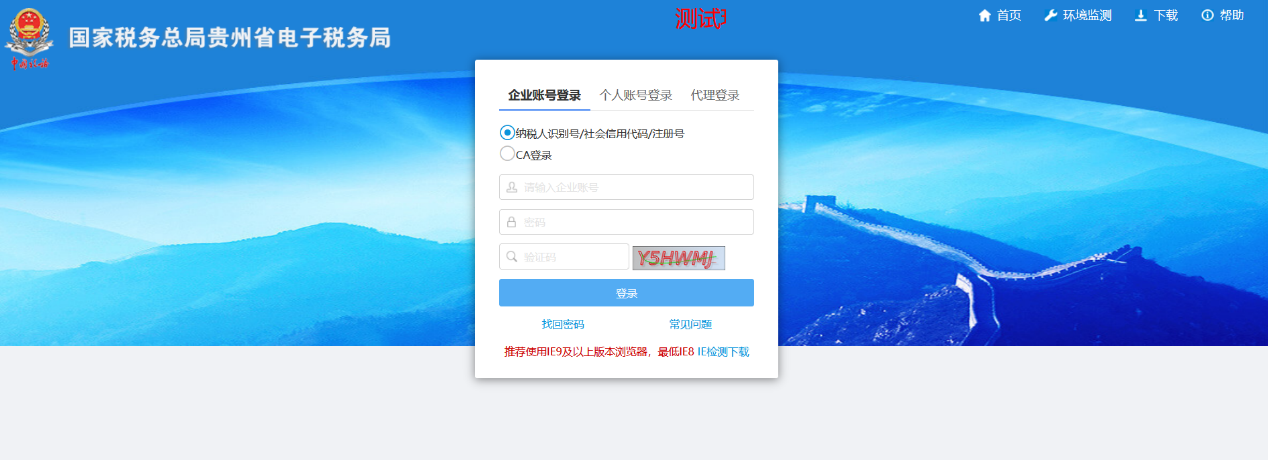 国家税务总局贵州省电子税务局
测试
首页 环境监测 下载 帮助
企业账号登录 个人账号登录 代理登录
纳税人识别号/社会信用代码/注册号
CA登录
请输入企业账号
密码
验证码 Y5HWMJ
登录
找回密码 常见问题
推荐使用IE9及以上版本浏览器，最低IE8 IE检测下载